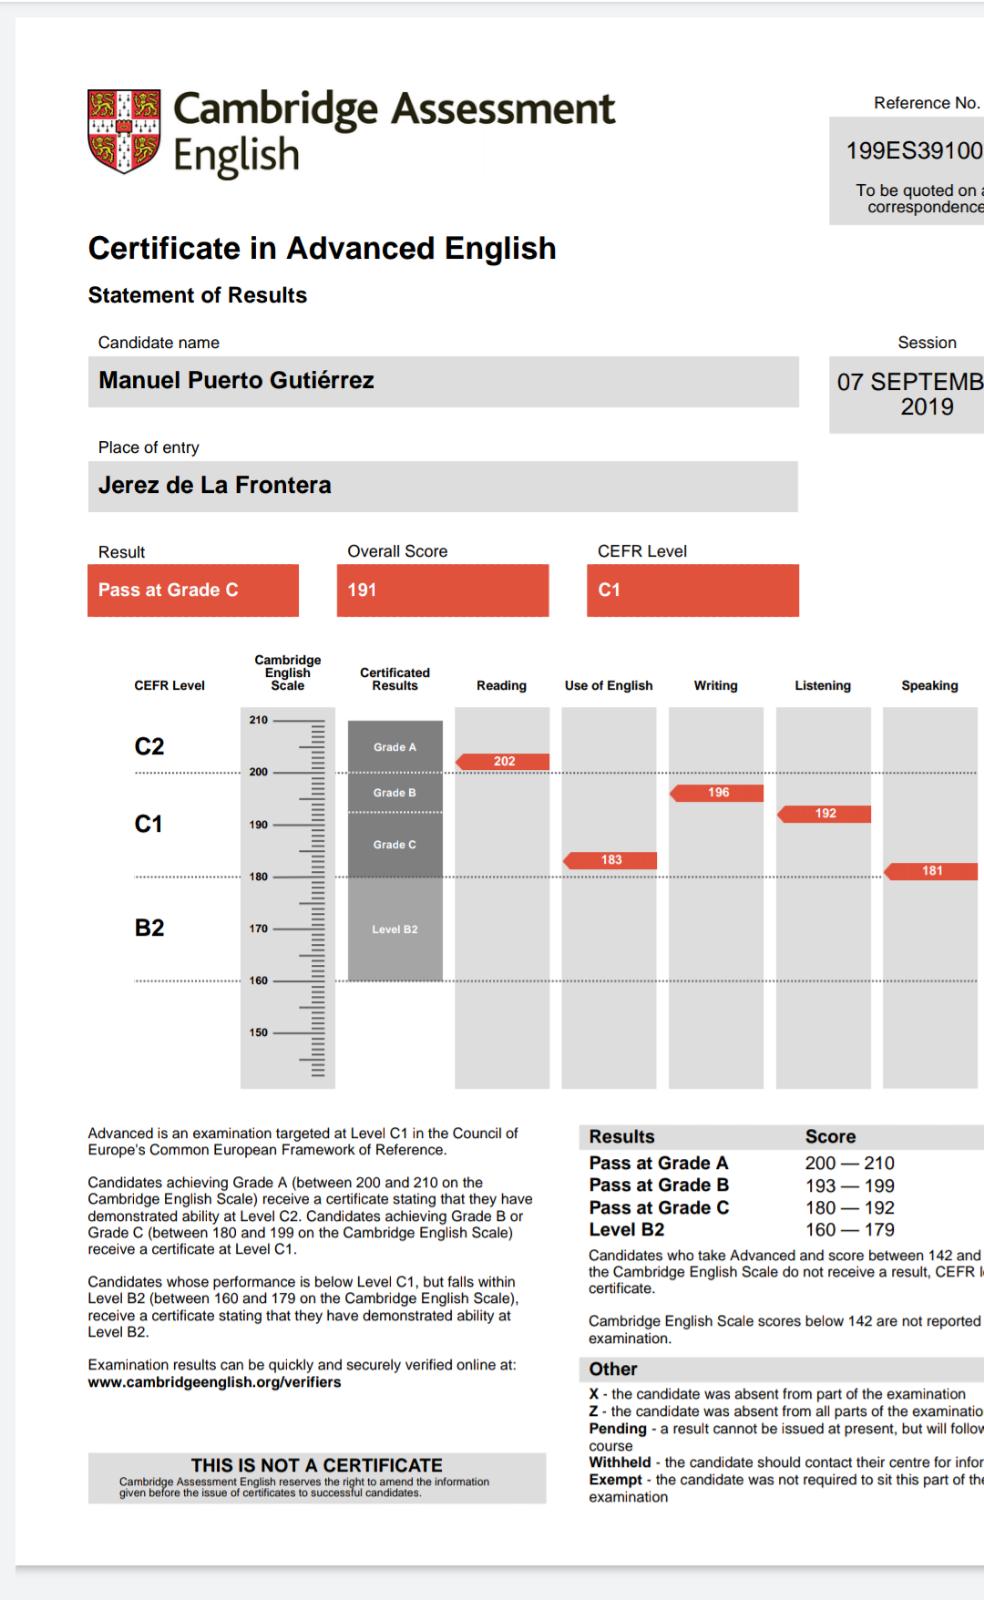 Cambridge Assessment
English
Reference No.
199ES39100
To be quoted on a
correspondence
Certificate in Advanced English
Statement of Results
Candidate name
Manuel Puerto Gutiérrez
Session
07 SEPTEMB
2019
Place of entry
Jerez de La Frontera
Result
Overall Score
CEFR Level
Pass at Grade C
191
C1
CEFR Level
Cambridge
English
Scale
Certificated
Results
Reading
Use of English
Writing
Listening
Speaking
210
C2
Grade A
202
200
Grade B
196
192
C1
190
Grade C
183
181
180
B2
170
Level B2
160
150
Advanced is an examination targeted at Level C1 in the Council of
Europe's Common European Framework of Reference.
Candidates achieving Grade A (between 200 and 210 on the
Cambridge English Scale) receive a certificate stating that they have
demonstrated ability at Level C2. Candidates achieving Grade B or
Grade C (between 180 and 199 on the Cambridge English Scale)
receive a certificate at Level C1.
Candidates whose performance is below Level C1, but falls within
Level B2 (between 160 and 179 on the Cambridge English Scale),
receive a certificate stating that they have demonstrated ability at
Level B2.
Examination results can be quickly and securely verified online at:
www.cambridgeenglish.org/verifiers
THIS IS NOT A CERTIFICATE
Cambridge Assessment English reserves the right to amend the information
given before the issue of certificates to successful candidates.
Results Score
Pass at Grade A 200 — 210
Pass at Grade B 193 — 199
Pass at Grade C 180 — 192
Level B2 160 — 179
Candidates who take Advanced and score between 142 and
the Cambridge English Scale do not receive a result, CEFR l
certificate.
Cambridge English Scale scores below 142 are not reported
examination.
Other
X - the candidate was absent from part of the examination
Z - the candidate was absent from all parts of the examinatio
Pending - a result cannot be issued at present, but will follow
course
Withheld - the candidate should contact their centre for infor
Exempt - the candidate was not required to sit this part of the
examination